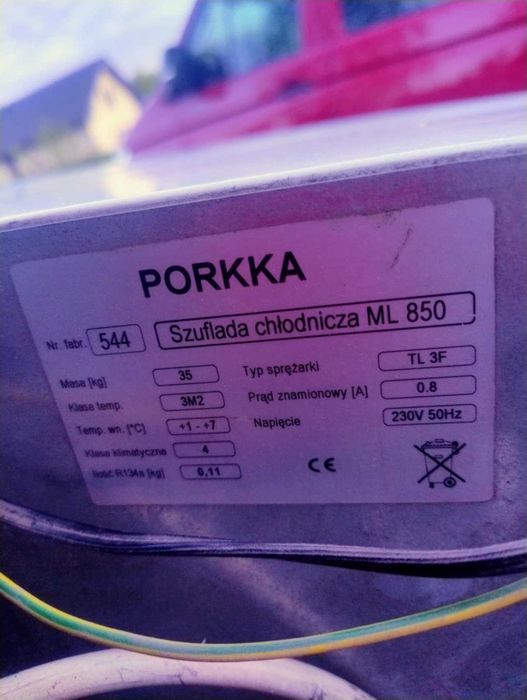 PORKKA
Nr. fabr. 544 Szuflada chłodnicza ML 850
Masa [kg] 35 Typ sprężarki TL 3F
Klasa temp. 3M2 Prąd znamionowy [A] 0.8
Temp. wn. [°C] +1 - +7 Napięcie 230V 50Hz
Klasa klimatyczna 4
Ilość R134a [kg] 0,11
CE